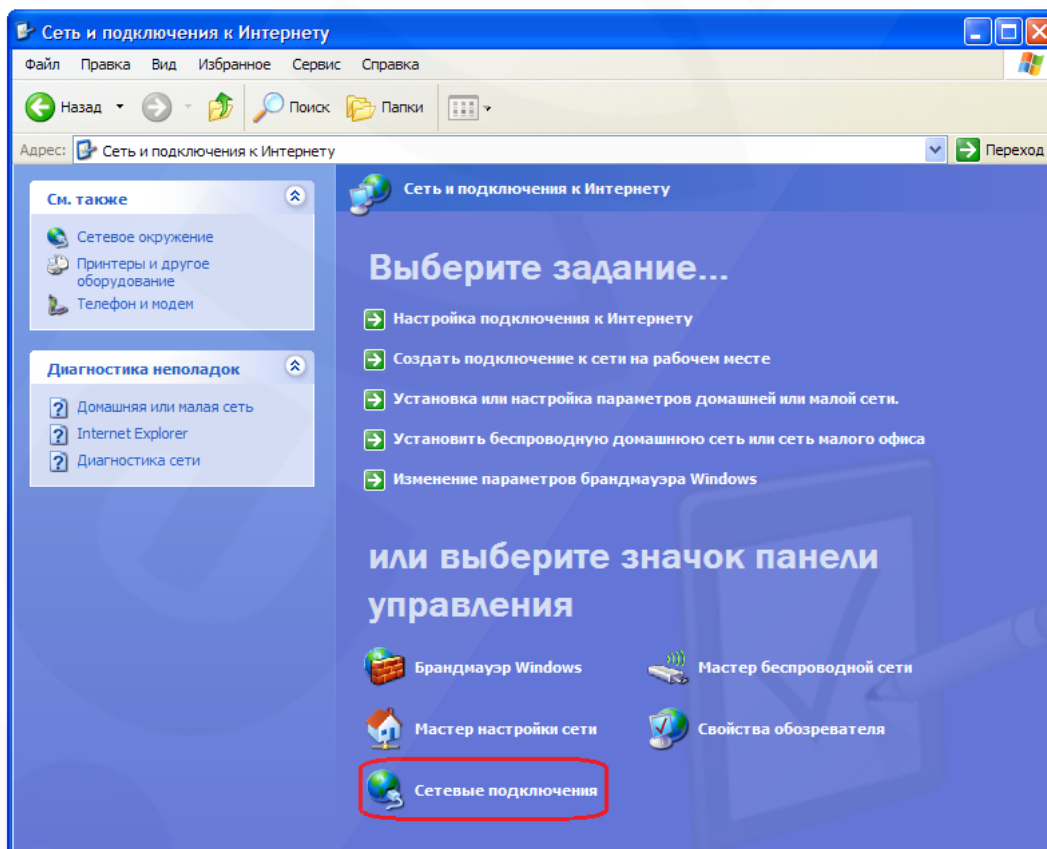 Сеть и подключения к Интернету
Файл Правка Вид Избранное Сервис Справка
Назад Поиск Папки
Адрес: Сеть и подключения к Интернету Переход
См. также
Сетевое окружение
Принтеры и другое
оборудование
Телефон и модем
Диагностика неполадок
Домашняя или малая сеть
Internet Explorer
Диагностика сети
Сеть и подключения к Интернету
Выберите задание...
Настройка подключения к Интернету
Создать подключение к сети на рабочем месте
Установка или настройка параметров домашней или малой сети.
Установить беспроводную домашнюю сеть или сеть малого офиса
Изменение параметров брандмауэра Windows
или выберите значок панели
управления
Брандмауэр Windows
Мастер беспроводной сети
Мастер настройки сети
Свойства обозревателя
Сетевые подключения